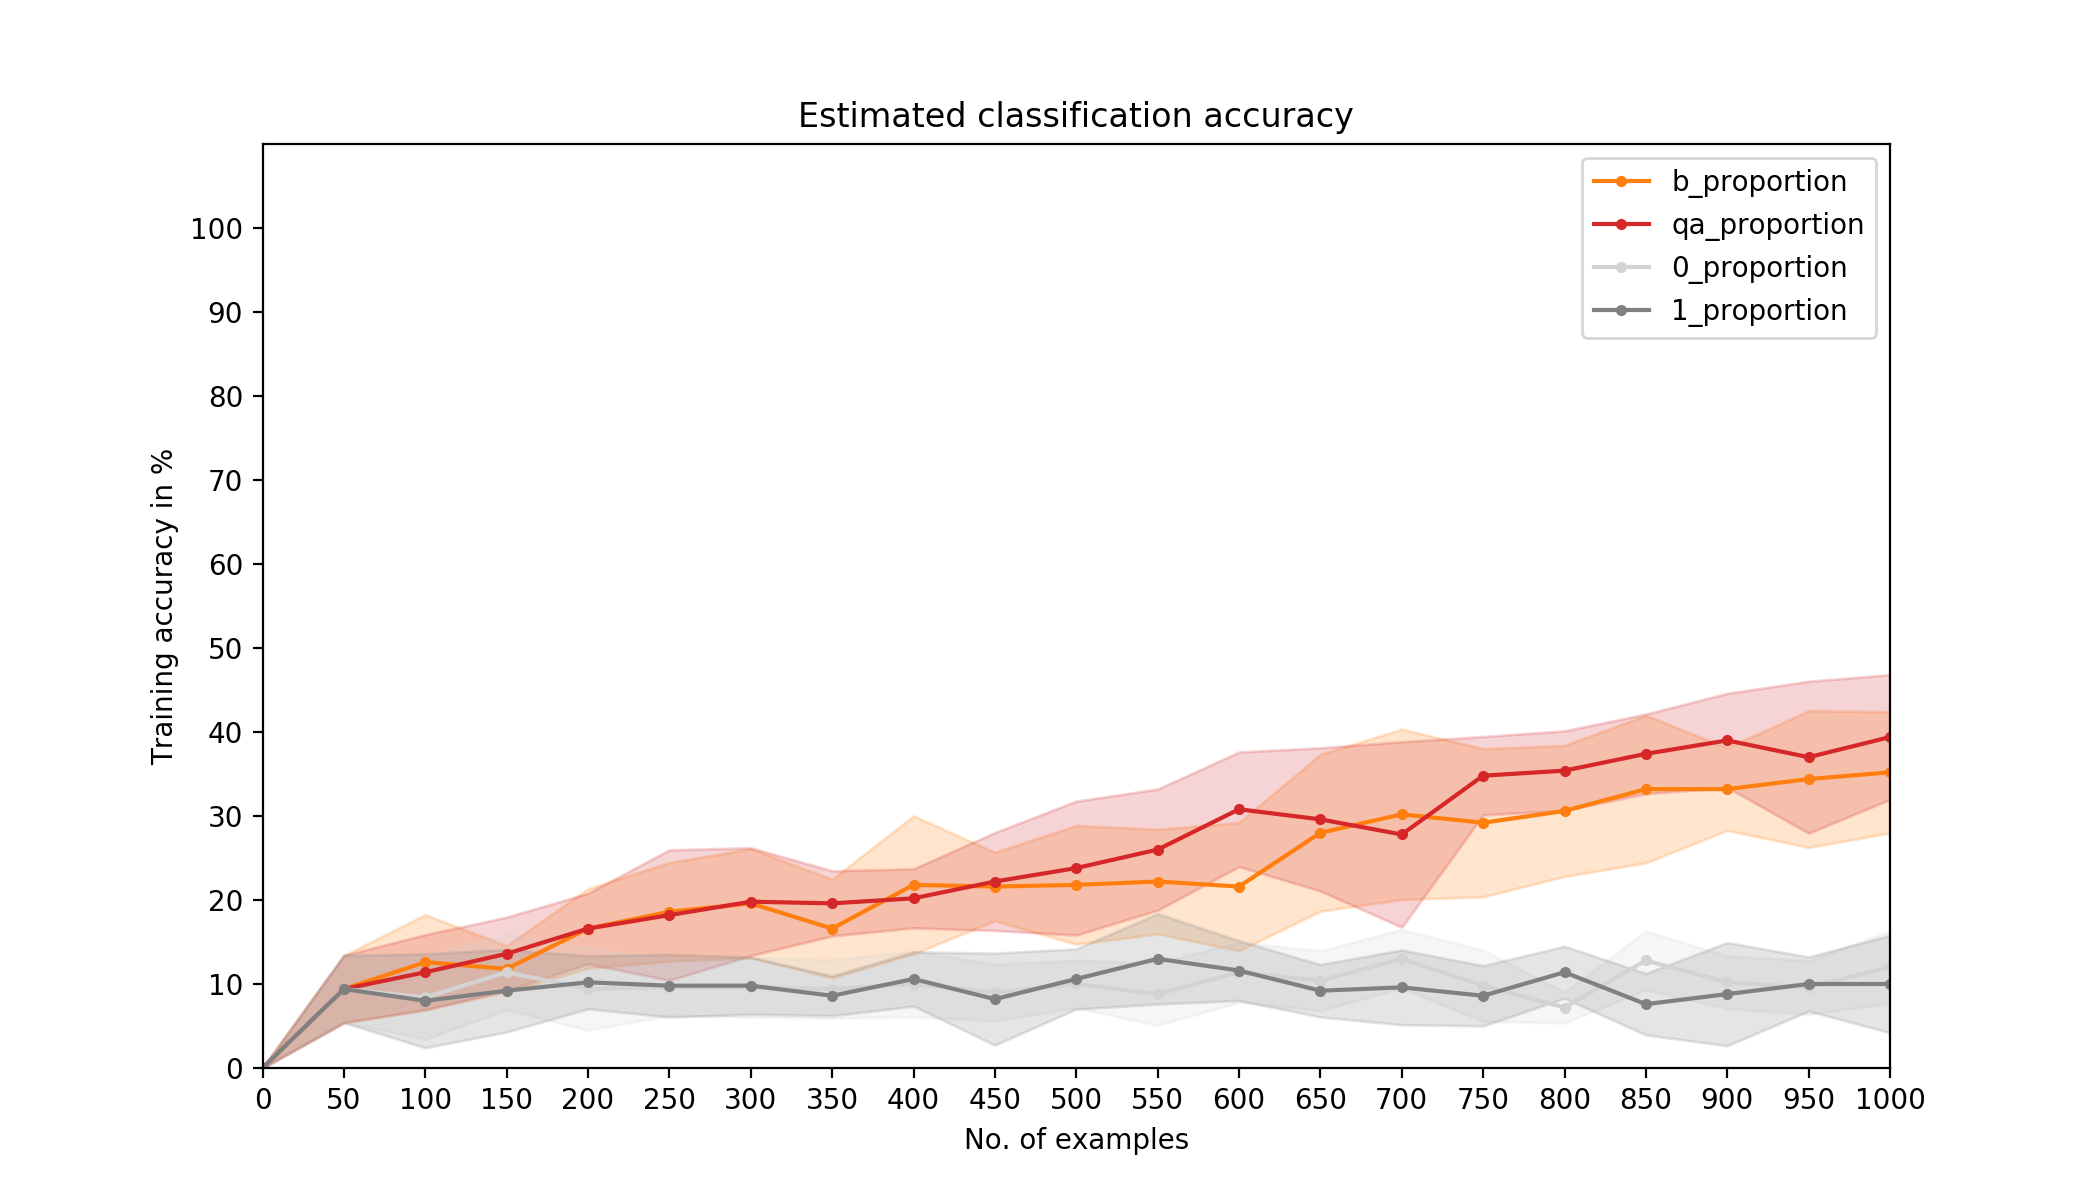 Estimated classification accuracy
b_proportion
qa_proportion
0_proportion
1_proportion
Training accuracy in %
100
90
80
70
60
50
40
30
20
10
0
0 50 100 150 200 250 300 350 400 450 500 550 600 650 700 750 800 850 900 950 1000
No. of examples